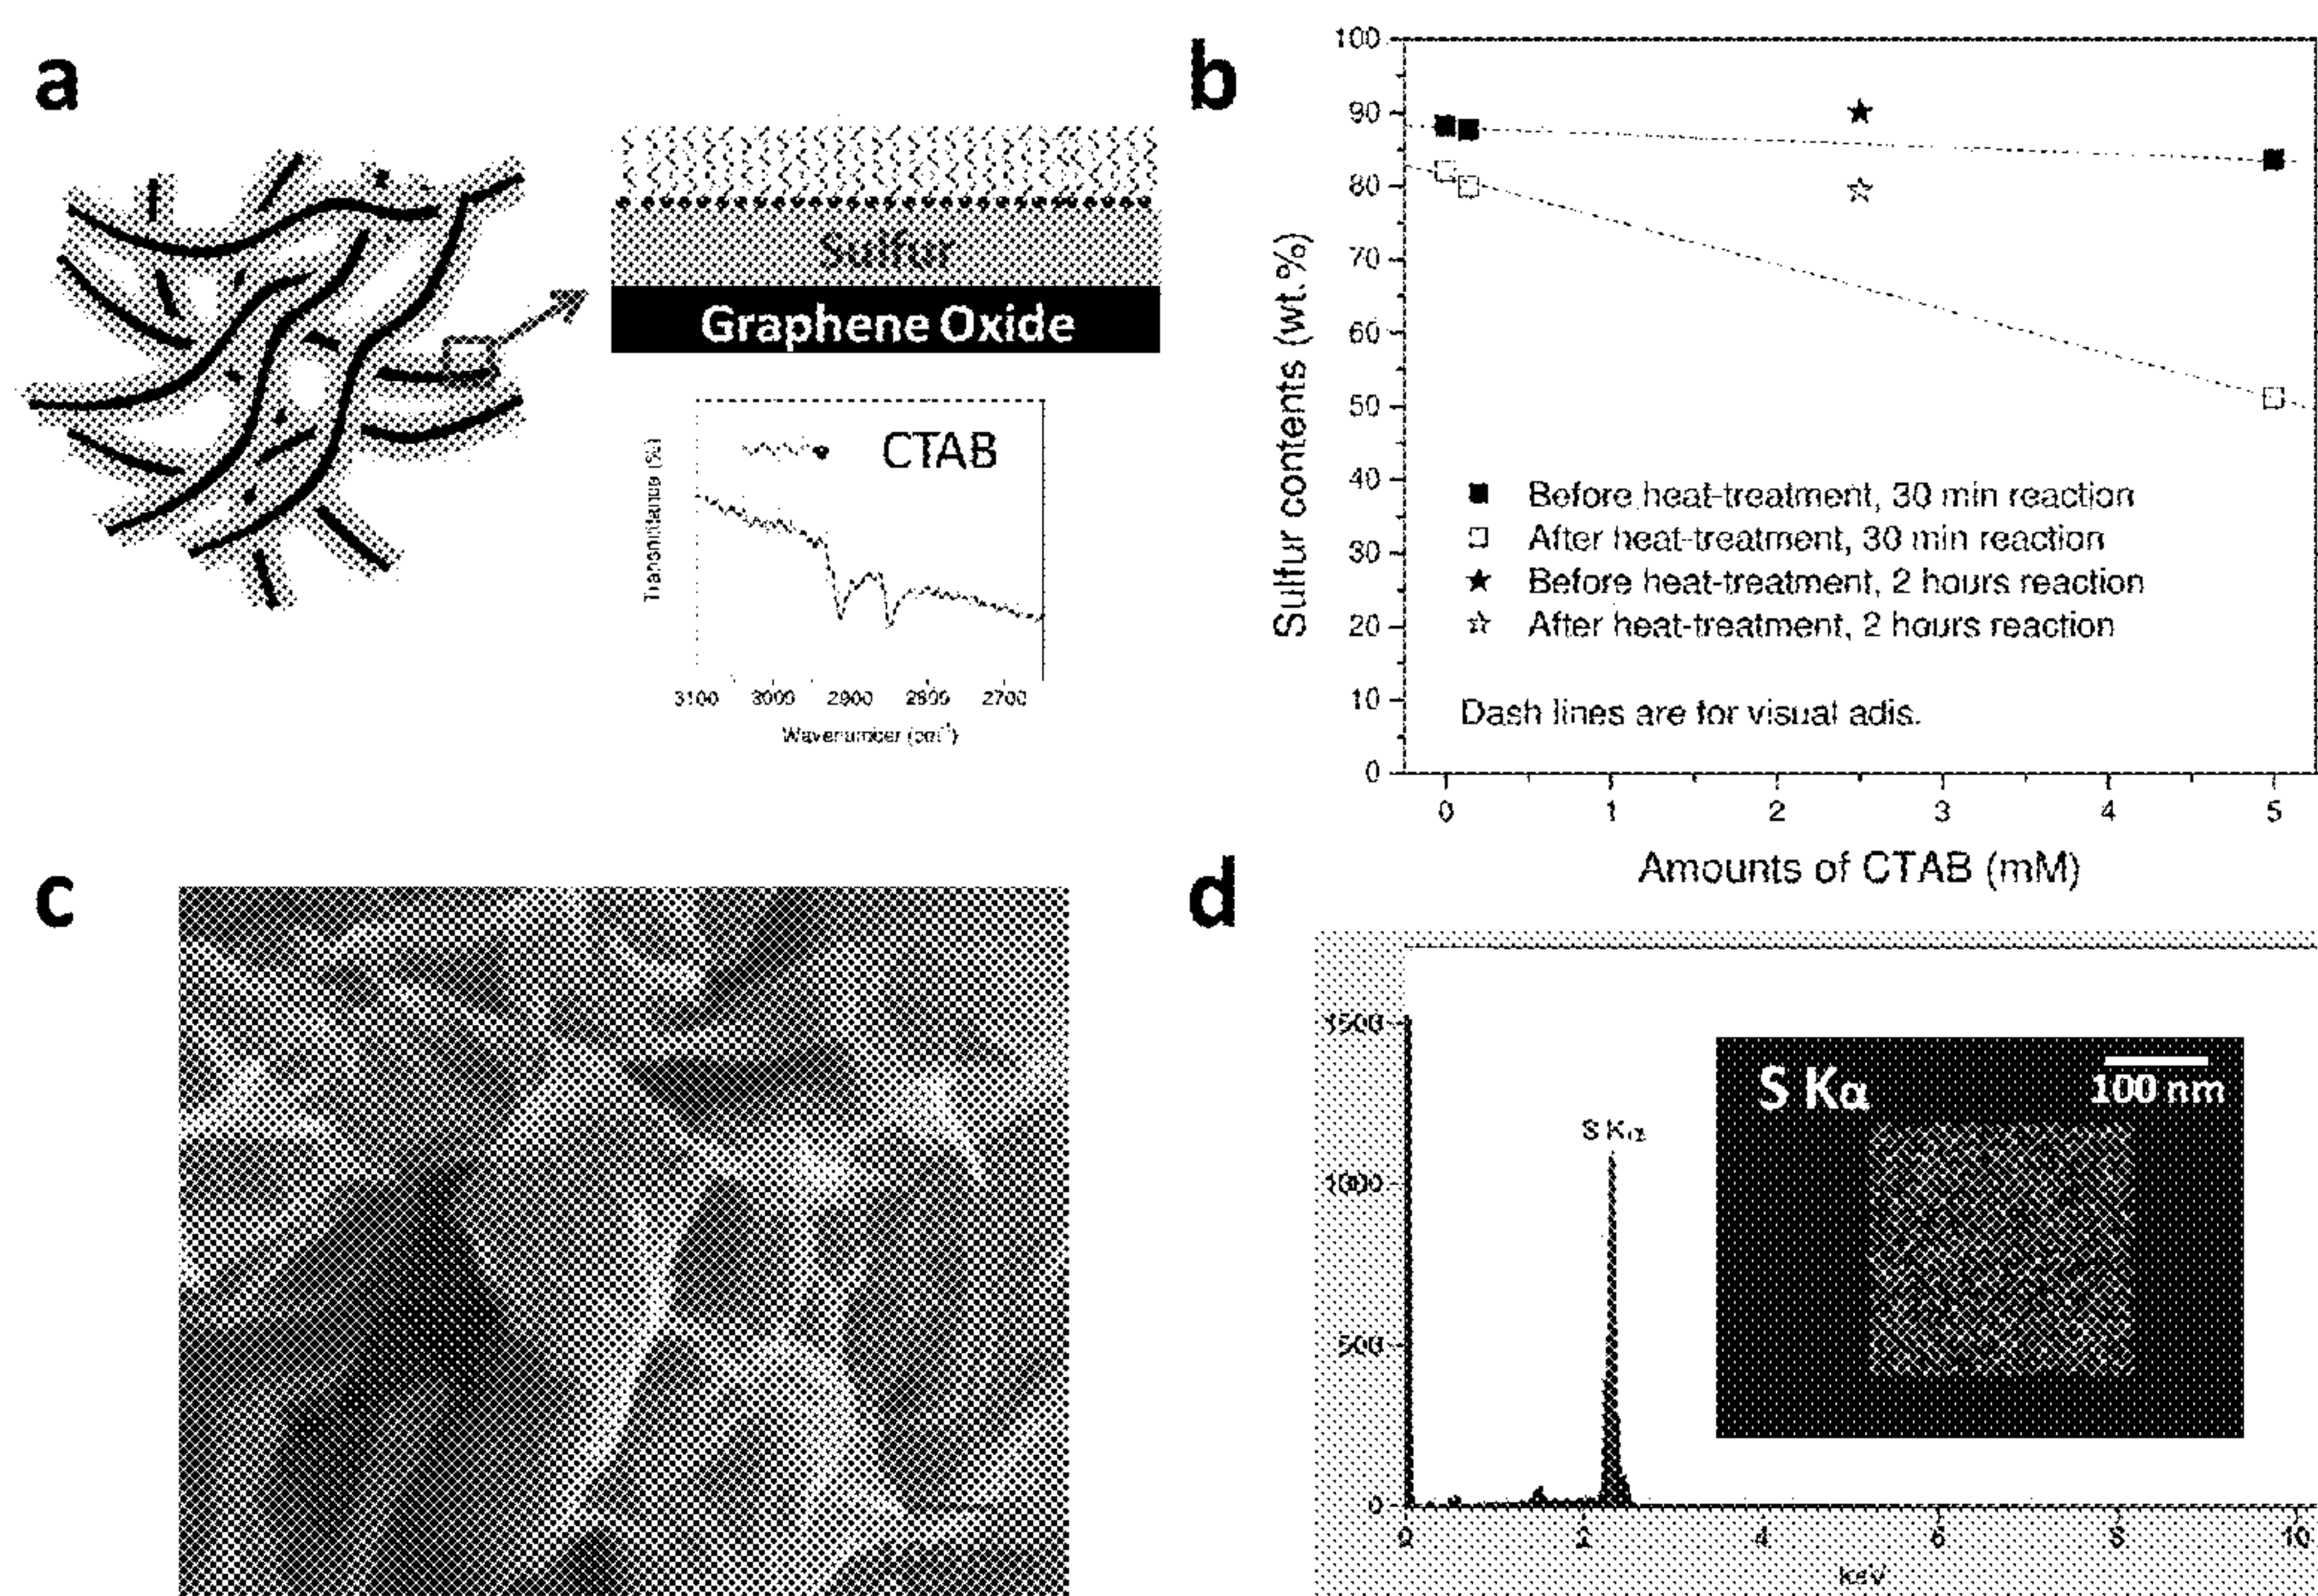 a
Sulfur
Graphene Oxide
CTAB
Transmittance (%)
3100 3000 2900 2800 2700
Wavenumber (cm⁻¹)
b
100
90
80
70
60
50
40
30
20
10
0
Sulfur contents (wt.%)
Before heat-treatment, 30 min reaction
After heat-treatment, 30 min reaction
Before heat-treatment, 2 hours reaction
After heat-treatment, 2 hours reaction
Dash lines are for visual adis.
0 1 2 3 4 5
Amounts of CTAB (mM)
c
d
1500
1000
500
0
S Kα
S Kα
100 nm
0 2 4 6 8 10
keV